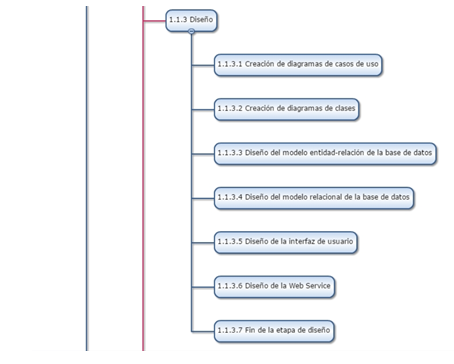 1.1.3 Diseño
1.1.3.1 Creación de diagramas de casos de uso
1.1.3.2 Creación de diagramas de clases
1.1.3.3 Diseño del modelo entidad-relación de la base de datos
1.1.3.4 Diseño del modelo relacional de la base de datos
1.1.3.5 Diseño de la interfaz de usuario
1.1.3.6 Diseño de la Web Service
1.1.3.7 Fin de la etapa de diseño